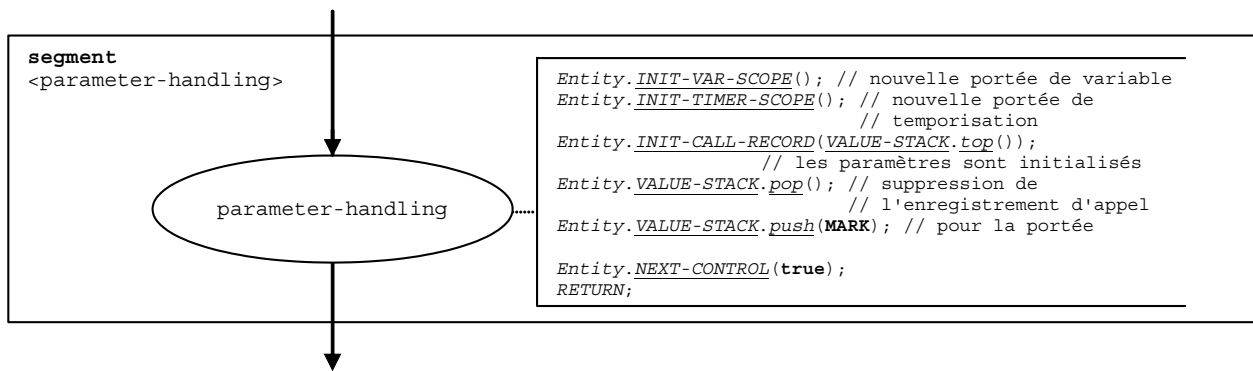 segment
<parameter-handling>
parameter-handling
Entity.INIT-VAR-SCOPE(); // nouvelle portée de variable
Entity.INIT-TIMER-SCOPE(); // nouvelle portée de
// temporisation
Entity.INIT-CALL-RECORD(VALUE-STACK.top());
// les paramètres sont initialisés
Entity.VALUE-STACK.pop(); // suppression de
// l'enregistrement d'appel
Entity.VALUE-STACK.push(MARK); // pour la portée
Entity.NEXT-CONTROL(true);
RETURN;